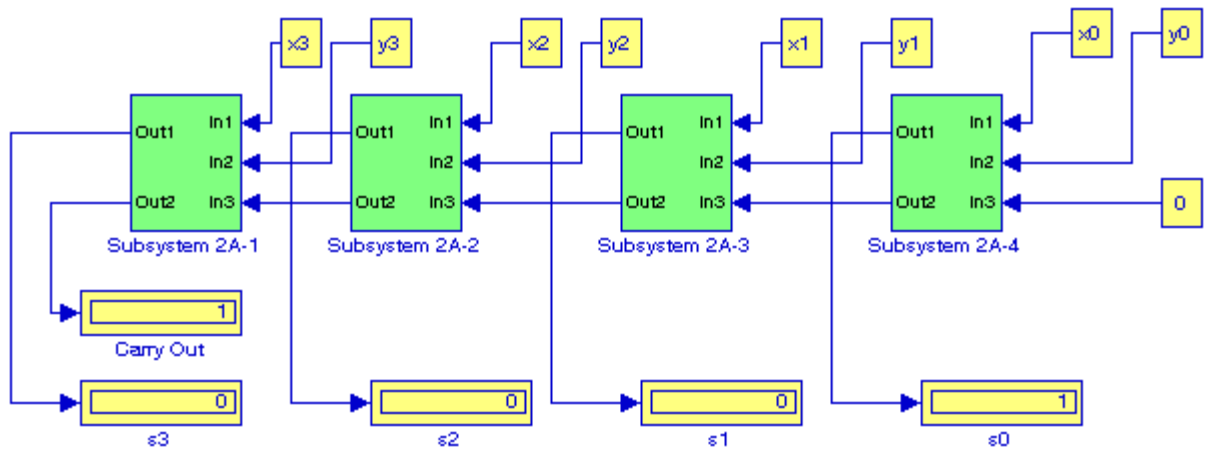 x3 y3 x2 y2 x1 y1 x0 y0
Out1 In1 Out1 In1 Out1 In1 Out1 In1
In2 In2 In2 In2
Out2 In3 Out2 In3 Out2 In3 Out2 In3 0
Subsystem 2A-1 Subsystem 2A-2 Subsystem 2A-3 Subsystem 2A-4
1
Carry Out
0 0 0 1
s3 s2 s1 s0